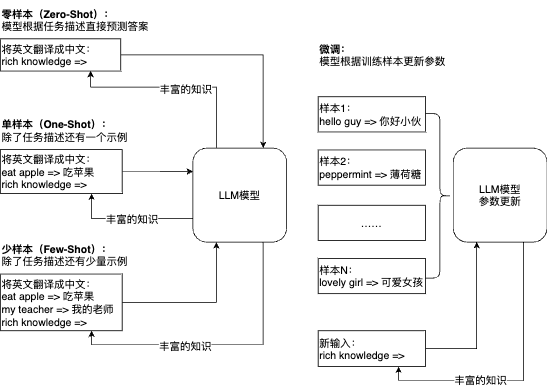 零样本（Zero-Shot）：
模型根据任务描述直接预测答案
将英文翻译成中文：
rich knowledge =>
丰富的知识
单样本（One-Shot）：
除了任务描述还有一个示例
将英文翻译成中文：
eat apple => 吃苹果
rich knowledge =>
丰富的知识
LLM模型
少样本（Few-Shot）：
除了任务描述还有少量示例
将英文翻译成中文：
eat apple => 吃苹果
my teacher => 我的老师
rich knowledge =>
丰富的知识
微调：
模型根据训练样本更新参数
样本1：
hello guy => 你好小伙
样本2：
peppermint => 薄荷糖
……
样本N：
lovely girl => 可爱女孩
LLM模型
参数更新
新输入：
rich knowledge =>
丰富的知识